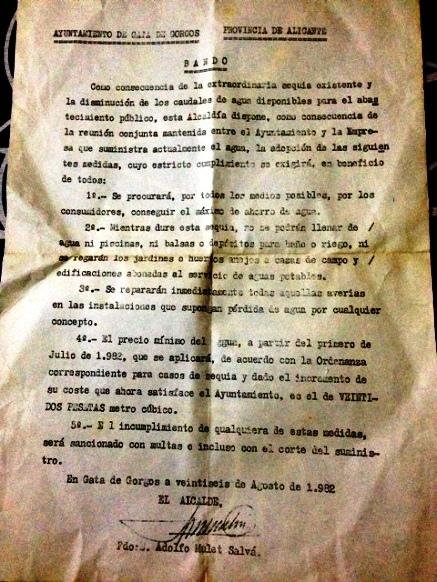 AYUNTAMIENTO DE GATA DE GORGOS PROVINCIA DE ALICANTE
BANDO
Como consecuencia de la extraordinaria sequía existente y
la disminución de los caudales de agua disponibles para el abas
tecimiento público, esta Alcaldía dispone, como consecuencia de
la reunión conjunta mantenida entre el Ayuntamiento y la Empre-
sa que suministra actualmente el agua, la adopción de las siguien
tes medidas, cuyo estricto cumplimiento se exigirá, en beneficio
de todos:
1º.- Se procurará, por todos los medios posibles, por los
consumidores, conseguir el máximo de ahorro de agua.
2º.- Mientras dure esta sequía, no se podrán llenar de /
agua ni piscinas, ni balsas o depósitos para baño o riego, ni
se regarán los jardines o huertos anejos a casas de campo y /
edificaciones abonadas al servicio de aguas potables.
3º.- Se repararán inmediatamente todas aquellas averías
en las instalaciones que supongan pérdida de agua por cualquier
concepto.
4º.- El precio mínimo del agua, a partir del primero de
Julio de 1.982, que se aplicará, de acuerdo con la Ordenanza
correspondiente para casos de sequia y dado el incremento de
su coste que ahora satisface el Ayuntamiento, es el de VEINTI-
DOS PESETAS metro cúbico.
5º.- E l incumplimiento de qualquiera de estas medidas,
será sancionado con multas e incluso con el corte del suminis-
tro.
En Gata de Gorgos a veintiseis de Agosto de 1.982
EL ALCALDE,
Fdo: . Adolfo Mulet Salvá.